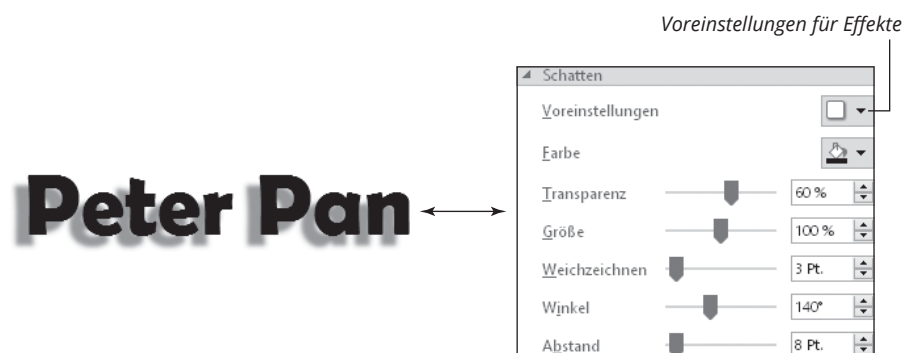 Voreinstellungen für Effekte
Schatten
Voreinstellungen
Farbe
Transparenz 60 %
Größe 100 %
Weichzeichnen 3 Pt.
Winkel 140°
Abstand 8 Pt.
Peter Pan